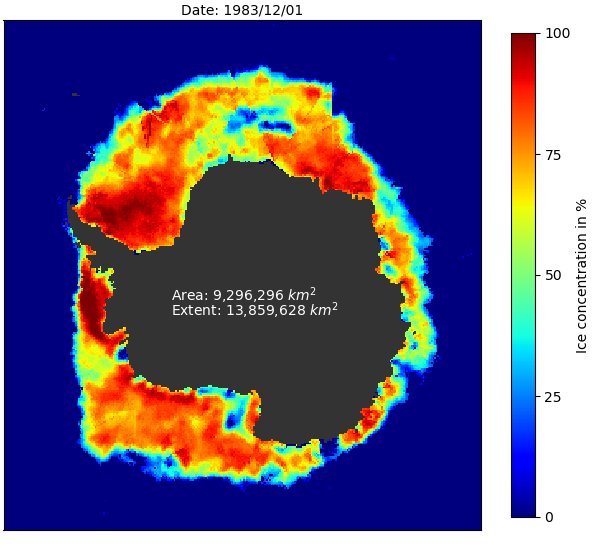 Date: 1983/12/01
100
75
50
25
0
Ice concentration in %
Area: 9,296,296 km²
Extent: 13,859,628 km²